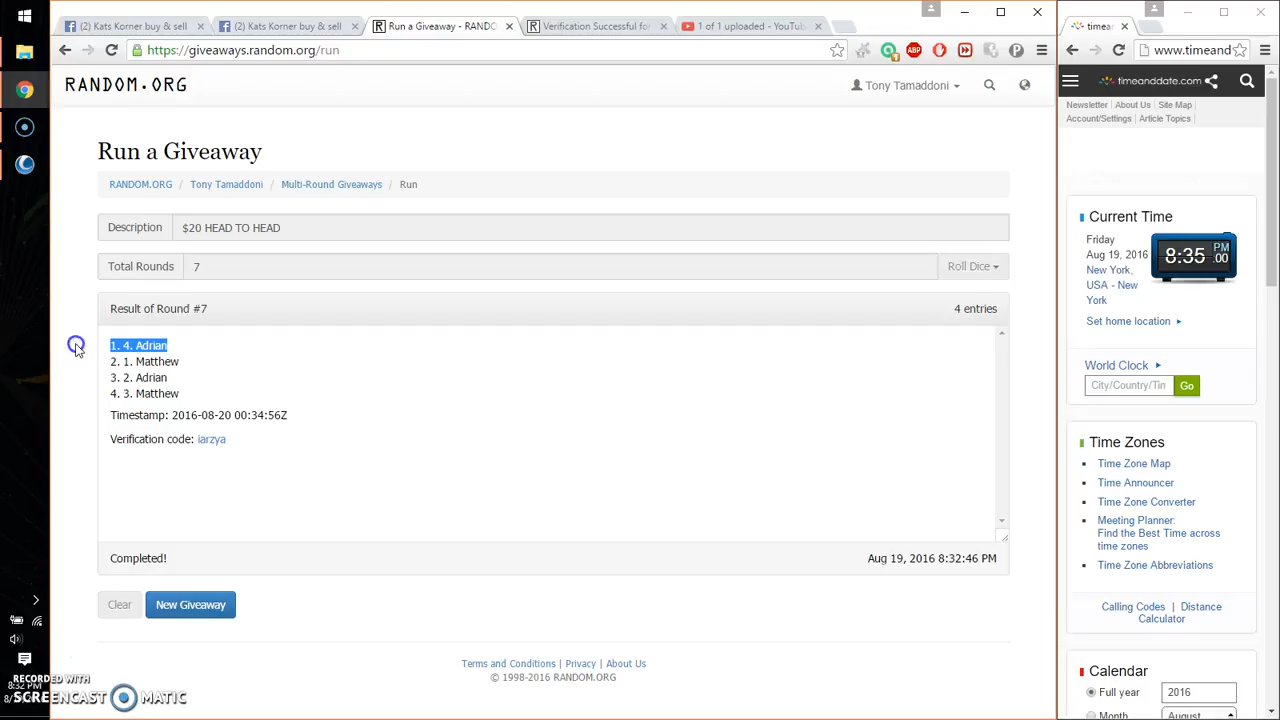 (2) Kats Korner buy & sell
(2) Kats Korner buy & sell
Run a Giveaway - RANDO
Verification Successful fo
1 of 1 uploaded - YouTub
timean
https://giveaways.random.org/run
www.timeand
RANDOM.ORG
Tony Tamaddoni
timeanddate.com
Newsletter About Us Site Map
Account/Settings Article Topics
Run a Giveaway
RANDOM.ORG / Tony Tamaddoni / Multi-Round Giveaways / Run
Description $20 HEAD TO HEAD
Total Rounds 7 Roll Dice
Result of Round #7 4 entries
1. 4. Adrian
2. 1. Matthew
3. 2. Adrian
4. 3. Matthew
Timestamp: 2016-08-20 00:34:56Z
Verification code: iarzya
Completed! Aug 19, 2016 8:32:46 PM
Clear New Giveaway
Terms and Conditions | Privacy | About Us
© 1998-2016 RANDOM.ORG
Current Time
Friday
Aug 19, 2016
New York,
USA - New
York
8:35 PM .00
Set home location
World Clock
City/Country/Tim Go
Time Zones
Time Zone Map
Time Announcer
Time Zone Converter
Meeting Planner:
Find the Best Time across
time zones
Time Zone Abbreviations
Calling Codes | Distance
Calculator
Calendar
Full year 2016
Month August
8:32 PM
RECORDED WITH
SCREENCAST MATIC